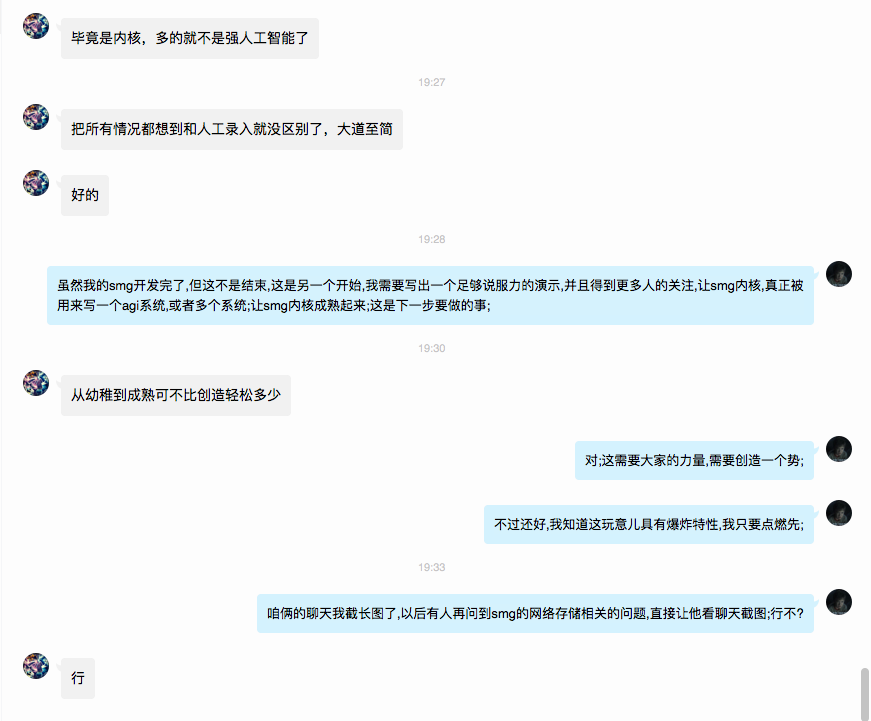 毕竟是内核，多的就不是强人工智能了
19:27
把所有情况都想到和人工录入就没区别了，大道至简
好的
19:28
虽然我的smg开发完了,但这不是结束,这是另一个开始,我需要写出一个足够说服力的演示,并且得到更多人的关注,让smg内核,真正被
用来写一个agi系统,或者多个系统;让smg内核成熟起来;这是下一步要做的事;
19:30
从幼稚到成熟可不比创造轻松多少
对;这需要大家的力量,需要创造一个势;
不过还好,我知道这玩意儿具有爆炸特性,我只要点燃先;
19:33
咱俩的聊天我截长图了,以后有人再问到smg的网络存储相关的问题,直接让他看聊天截图;行不?
行